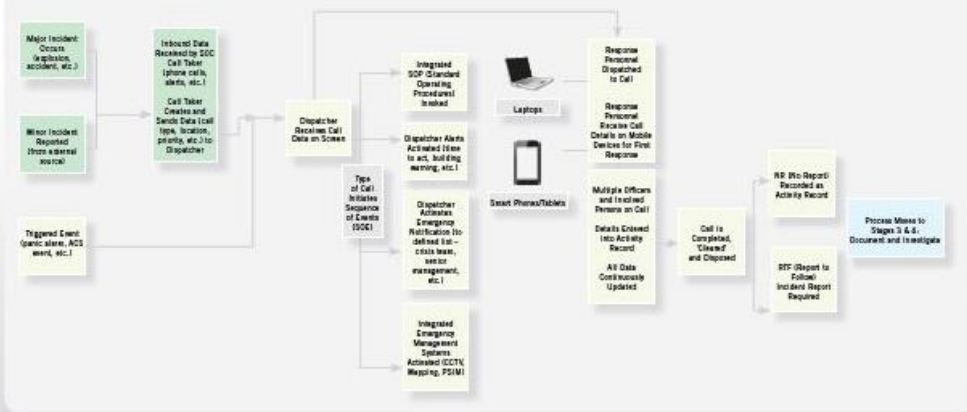 Major Incident
Occurs
(explosion,
accident, etc.)
Minor Incident
Reported
(from external
source)
Triggered Event
(panic alarm, ACS
event, etc.)
Inbound Data
Received by SOC
Call Taker
(phone calls,
alerts, etc.)
Call Taker
Creates and
Sends Data (call
type, location,
priority, etc.) to
Dispatcher
Dispatcher
Receives Call
Data on Screen
Type
of Call
Initiates
Sequence
of Events
(SOE)
Integrated
SOP (Standard
Operating
Procedures)
Invoked
Dispatcher Alerts
Activated (time
to act, building
warning, etc.)
Dispatcher
Activates
Emergency
Notification (to
defined list –
crisis team,
senior
management,
etc.)
Integrated
Emergency
Management
Systems
Activated (CCTV,
Mapping, PSIM)
Laptops
Smart Phones/Tablets
Response
Personnel
Dispatched
to Call
Response
Personnel
Receive Call
Details on Mobile
Devices for First
Response
Multiple Officers
and Involved
Persons on Call
Details Entered
into Activity
Record
All Data
Continuously
Updated
Call is
Completed,
'Cleared'
and Disposed
NR (No Report)
Recorded as
Activity Record
RTF (Report to
Follow)
Incident Report
Required
Process Moves to
Stages 3 & 4:
Document and Investigate